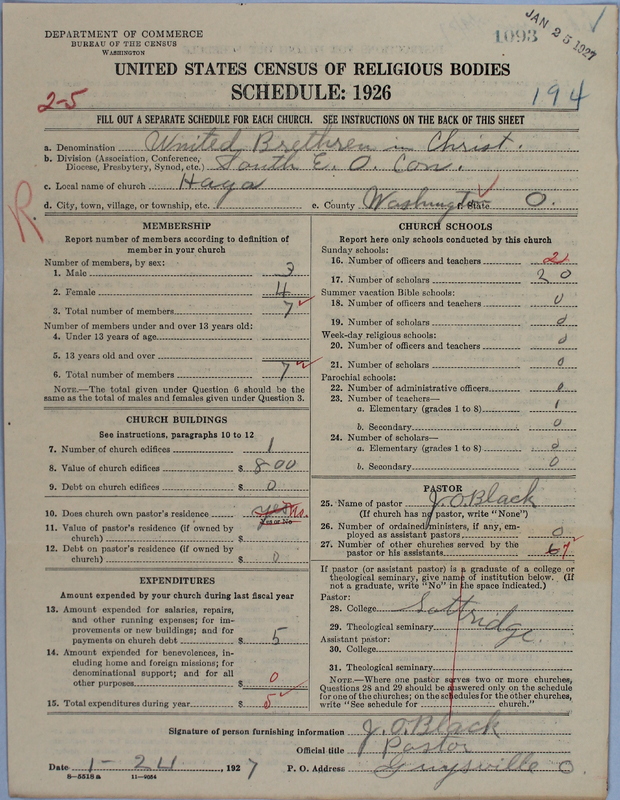 DEPARTMENT OF COMMERCE
BUREAU OF THE CENSUS
WASHINGTON
1093
JAN 25 1927
UNITED STATES CENSUS OF RELIGIOUS BODIES
SCHEDULE: 1926
2-5
194
FILL OUT A SEPARATE SCHEDULE FOR EACH CHURCH. SEE INSTRUCTIONS ON THE BACK OF THIS SHEET
a. Denomination United Brethren in Christ.
b. Division (Association, Conference, Diocese, Presbytery, Synod, etc.) South E. O. Con.
c. Local name of church Haga
d. City, town, village, or township, etc. e. County Washington f. State O.
R
MEMBERSHIP
Report number of members according to definition of
member in your church
Number of members, by sex:
1. Male 3
2. Female 4
3. Total number of members 7
Number of members under and over 13 years old:
4. Under 13 years of age
5. 13 years old and over
6. Total number of members 7
NOTE.—The total given under Question 6 should be
same as the total of males and females given under Question 3.
CHURCH BUILDINGS
See instructions, paragraphs 10 to 12
7. Number of church edifices 1
8. Value of church edifices $ 800
9. Debt on church edifices $ 0
10. Does church own pastor's residence yes No.
Yes or No
11. Value of pastor's residence (if owned by
church) $
12. Debt on pastor's residence (if owned by
church) $ 0
EXPENDITURES
Amount expended by your church during last fiscal year
13. Amount expended for salaries, repairs,
and other running expenses; for im-
provements or new buildings; and for
payments on church debt $ 5
14. Amount expended for benevolences, in-
cluding home and foreign missions; for
denominational support; and for all
other purposes $ 0
15. Total expenditures during year $ 5
CHURCH SCHOOLS
Report here only schools conducted by this church
Sunday schools:
16. Number of officers and teachers 2
17. Number of scholars 20
Summer vacation Bible schools:
18. Number of officers and teachers 0
19. Number of scholars 0
Week-day religious schools:
20. Number of officers and teachers 0
21. Number of scholars 0
Parochial schools:
22. Number of administrative officers 0
23. Number of teachers—
a. Elementary (grades 1 to 8) 1
b. Secondary 0
24. Number of scholars—
a. Elementary (grades 1 to 8) 0
b. Secondary 0
PASTOR
25. Name of pastor J. O. Black
(If church has no pastor, write "None")
26. Number of ordained ministers, if any, em-
ployed as assistant pastors 0
27. Number of other churches served by the
pastor or his assistants
If pastor (or assistant pastor) is a graduate of a college or
theological seminary, give name of institution below. (If
not a graduate, write "No" in the space indicated.)
Pastor:
28. College
29. Theological seminary
Assistant pastor:
30. College
31. Theological seminary
NOTE.—Where one pastor serves two or more churches,
Questions 28 and 29 should be answered only on the schedule
for one of the churches; on the schedules for the other churches,
write "See schedule for church."
Signature of person furnishing information J. O. Black
Official title Pastor
Date 1-24, 1927 P. O. Address Guysville O
8-5518 a 11-9054